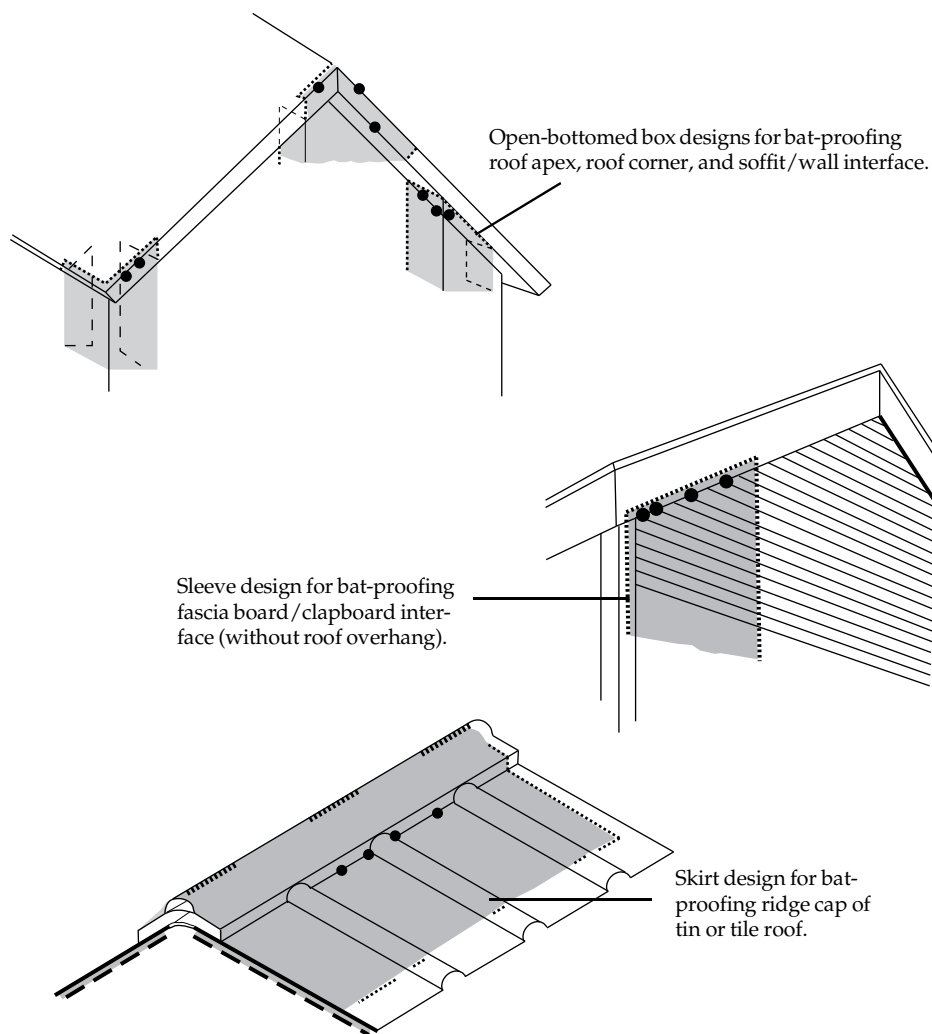 Open-bottomed box designs for bat-proofing
roof apex, roof corner, and soffit/wall interface.
Sleeve design for bat-proofing
fascia board/clapboard inter-
face (without roof overhang).
Skirt design for bat-
proofing ridge cap of
tin or tile roof.